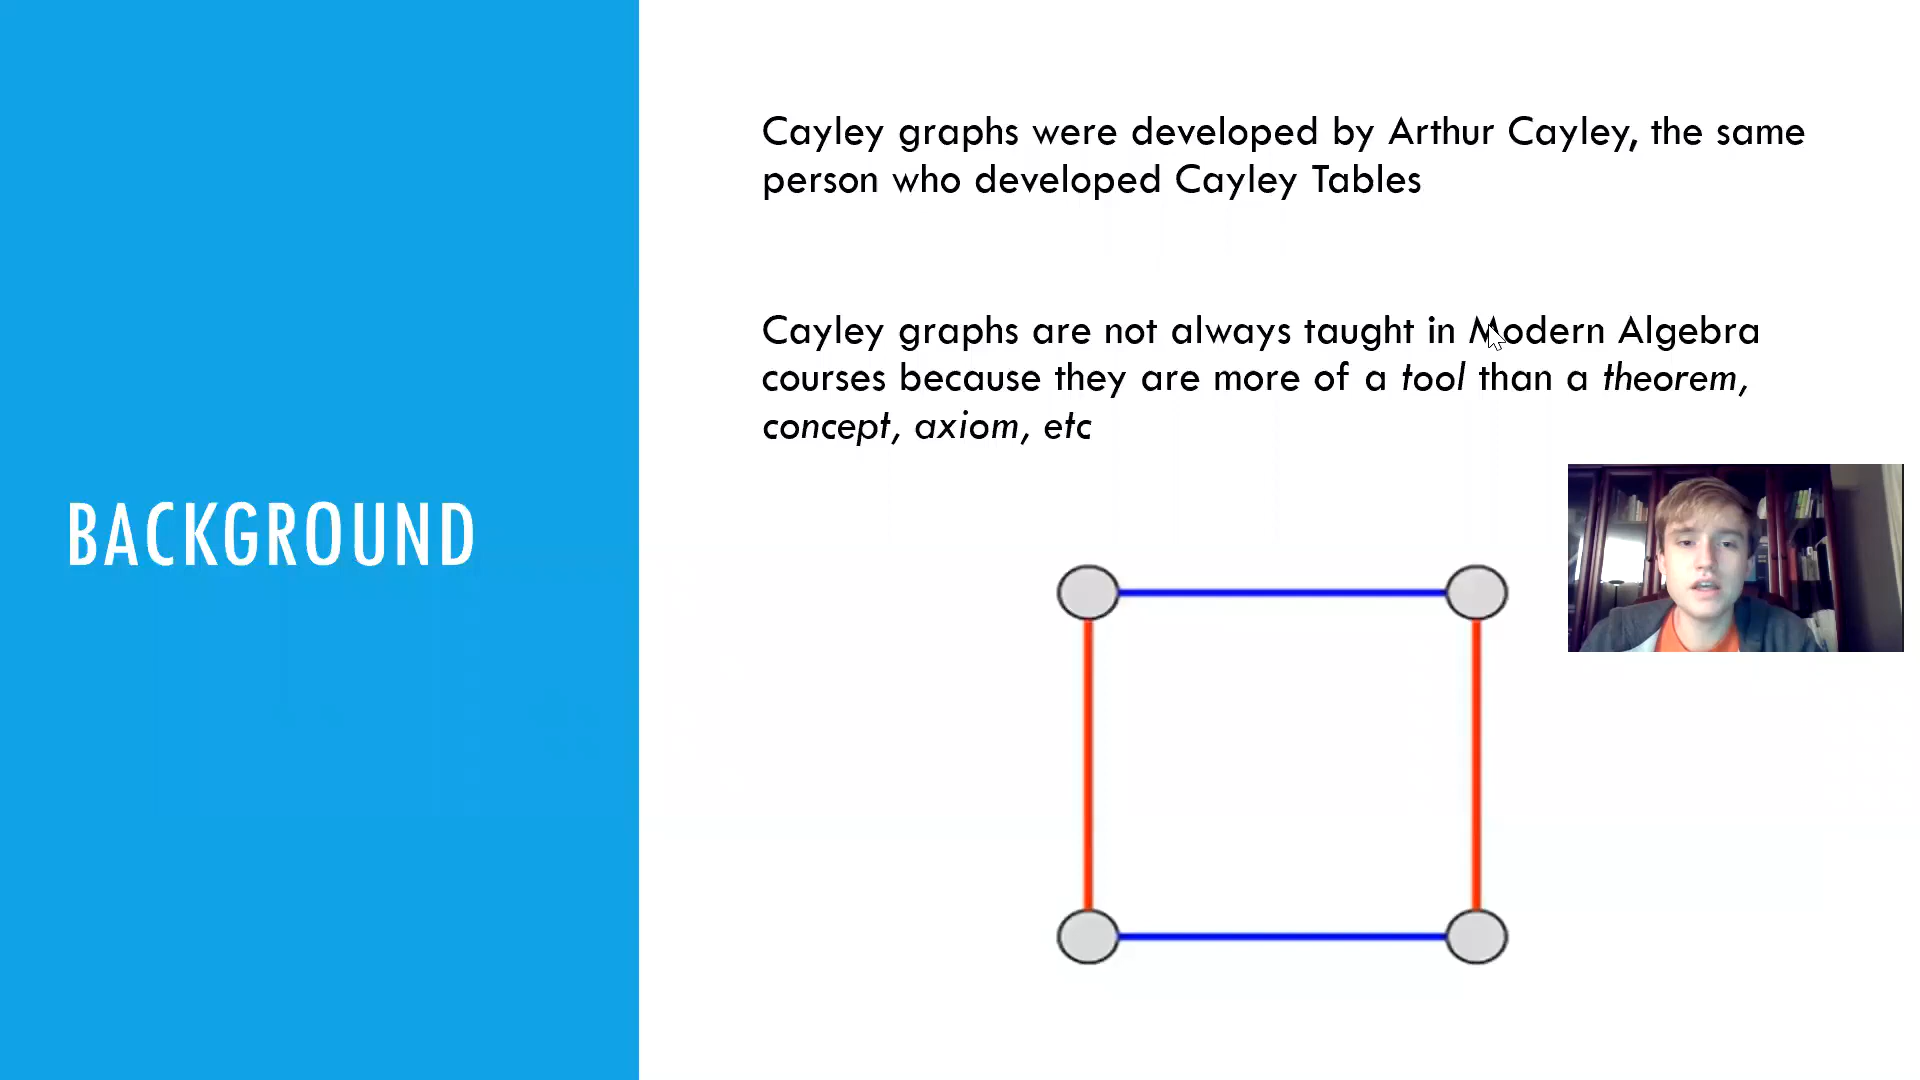 BACKGROUND
Cayley graphs were developed by Arthur Cayley, the same
person who developed Cayley Tables
Cayley graphs are not always taught in Modern Algebra
courses because they are more of a tool than a theorem,
concept, axiom, etc